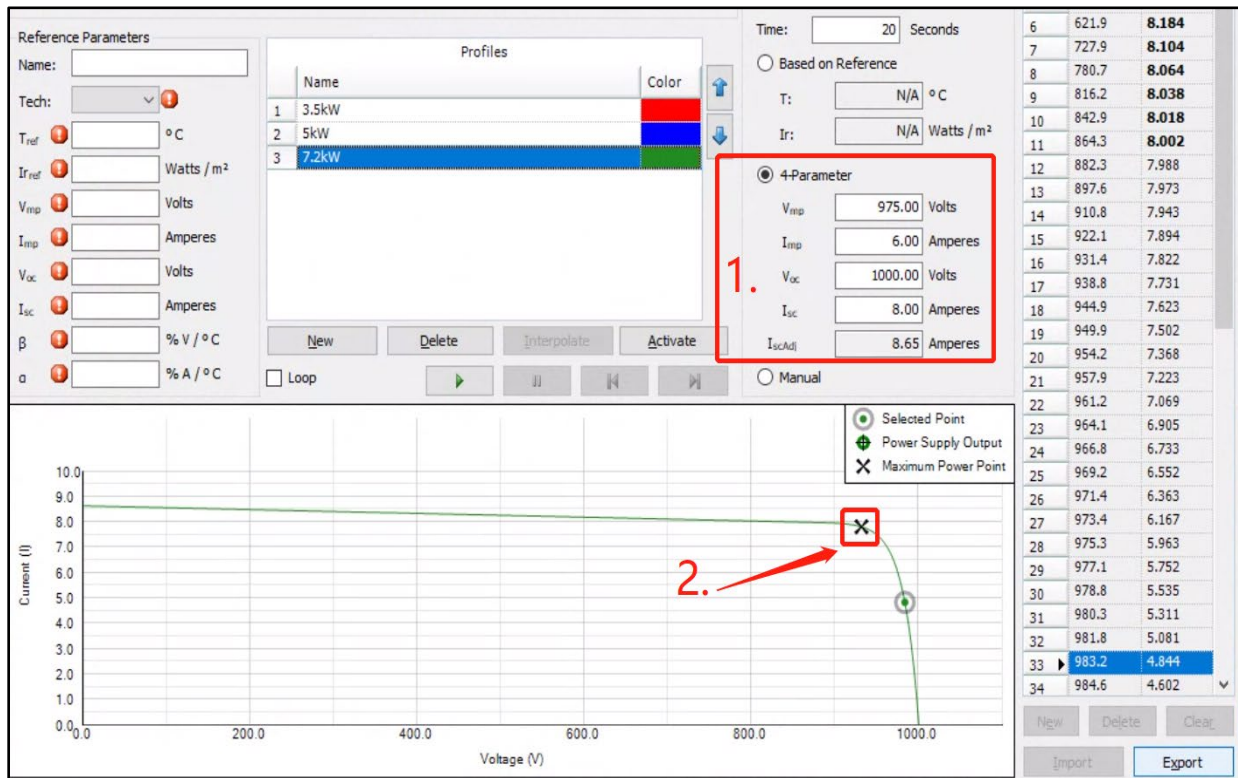 Reference Parameters
Name:
Tech:
Tref °C
Irref Watts / m²
Vmp Volts
Imp Amperes
Voc Volts
Isc Amperes
β % V / °C
α % A / °C
Profiles
Name Color
1 3.5kW
2 5kW
3 7.2kW
New Delete Interpolate Activate
Loop
Time: 20 Seconds
Based on Reference
T: N/A °C
Ir: N/A Watts / m²
4-Parameter
Vmp 975.00 Volts
Imp 6.00 Amperes
Voc 1000.00 Volts
Isc 8.00 Amperes
IscAdj 8.65 Amperes
1.
Manual
6 621.9 8.184
7 727.9 8.104
8 780.7 8.064
9 816.2 8.038
10 842.9 8.018
11 864.3 8.002
12 882.3 7.988
13 897.6 7.973
14 910.8 7.943
15 922.1 7.894
16 931.4 7.822
17 938.8 7.731
18 944.9 7.623
19 949.9 7.502
20 954.2 7.368
21 957.9 7.223
22 961.2 7.069
23 964.1 6.905
24 966.8 6.733
25 969.2 6.552
26 971.4 6.363
27 973.4 6.167
28 975.3 5.963
29 977.1 5.752
30 978.8 5.535
31 980.3 5.311
32 981.8 5.081
33 983.2 4.844
34 984.6 4.602
New Delete Clear
Import Export
Selected Point
Power Supply Output
Maximum Power Point
2.
Current (I)
10.0
9.0
8.0
7.0
6.0
5.0
4.0
3.0
2.0
1.0
0.0
0.0 200.0 400.0 600.0 800.0 1000.0
Voltage (V)